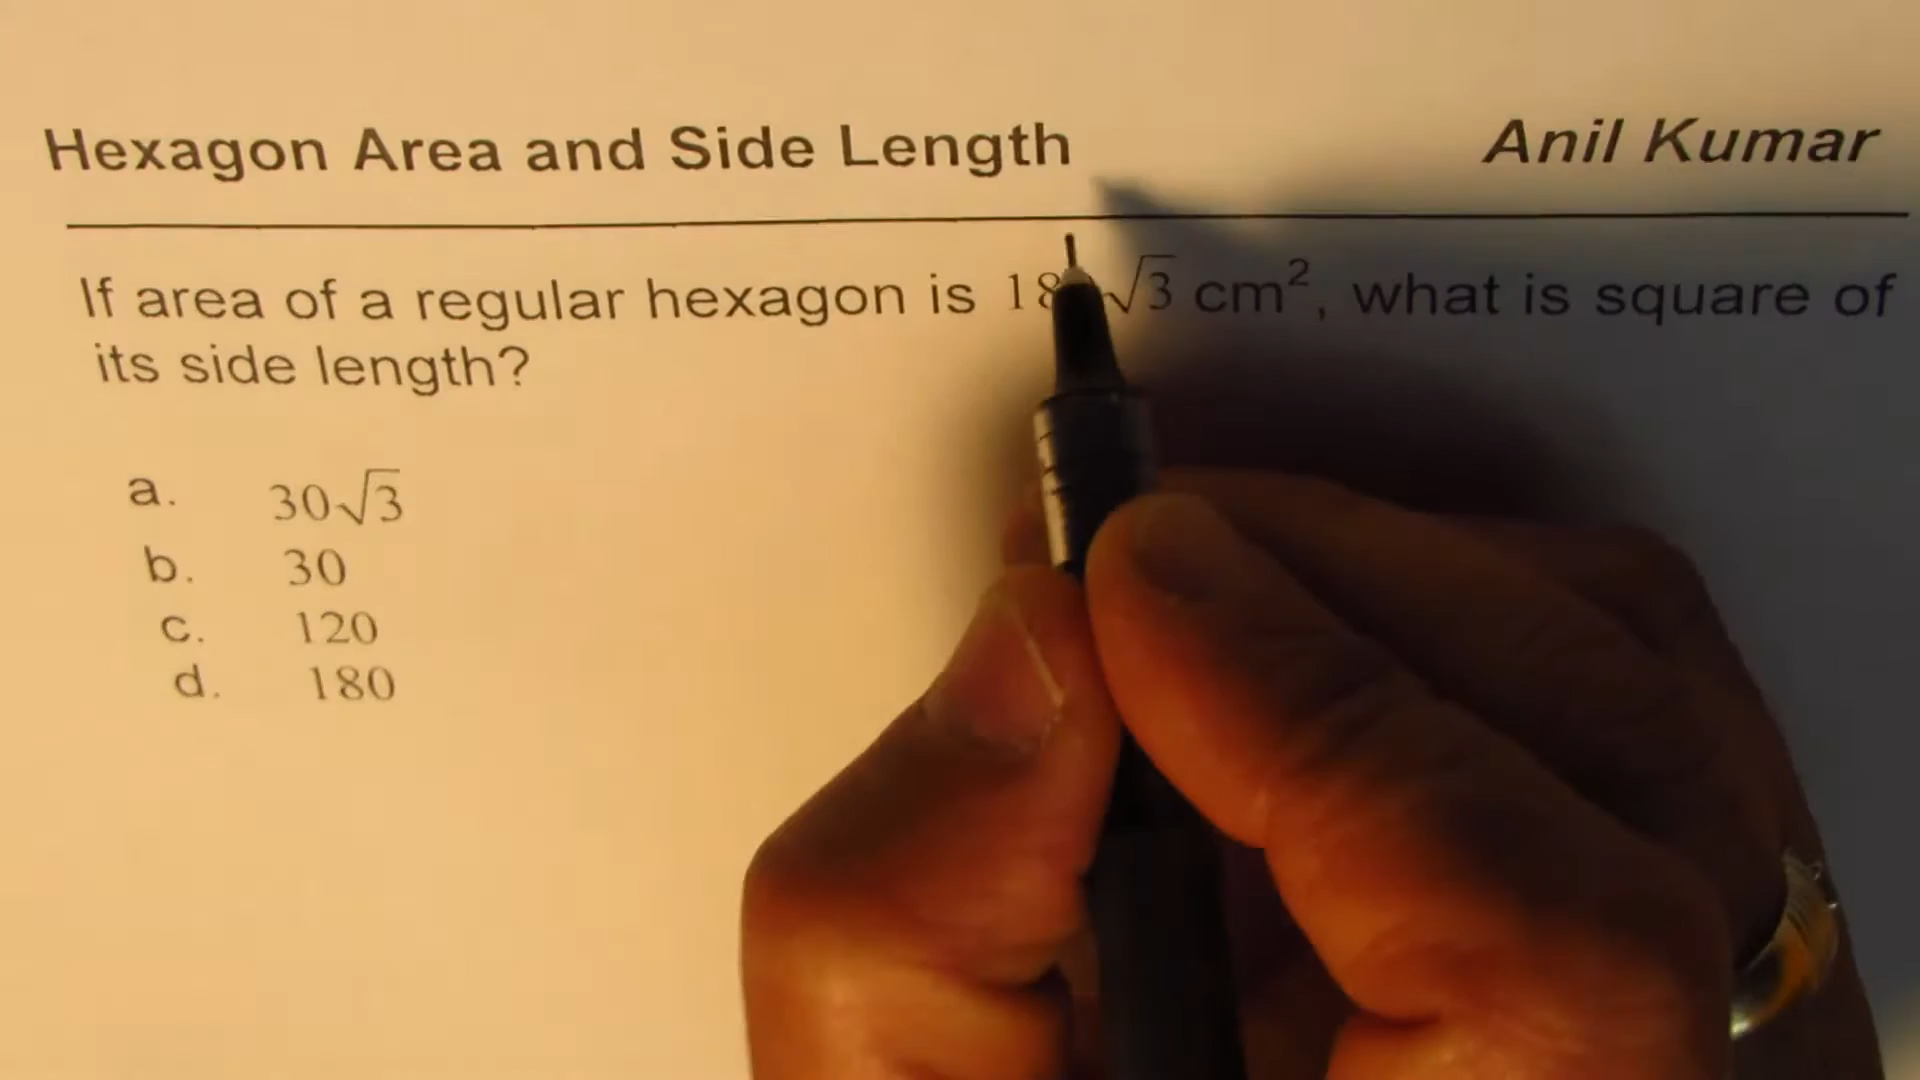 Hexagon Area and Side Length Anil Kumar
If area of a regular hexagon is √3 cm², what is square of
its side length?
a. 30√3
b. 30
c. 120
d. 180